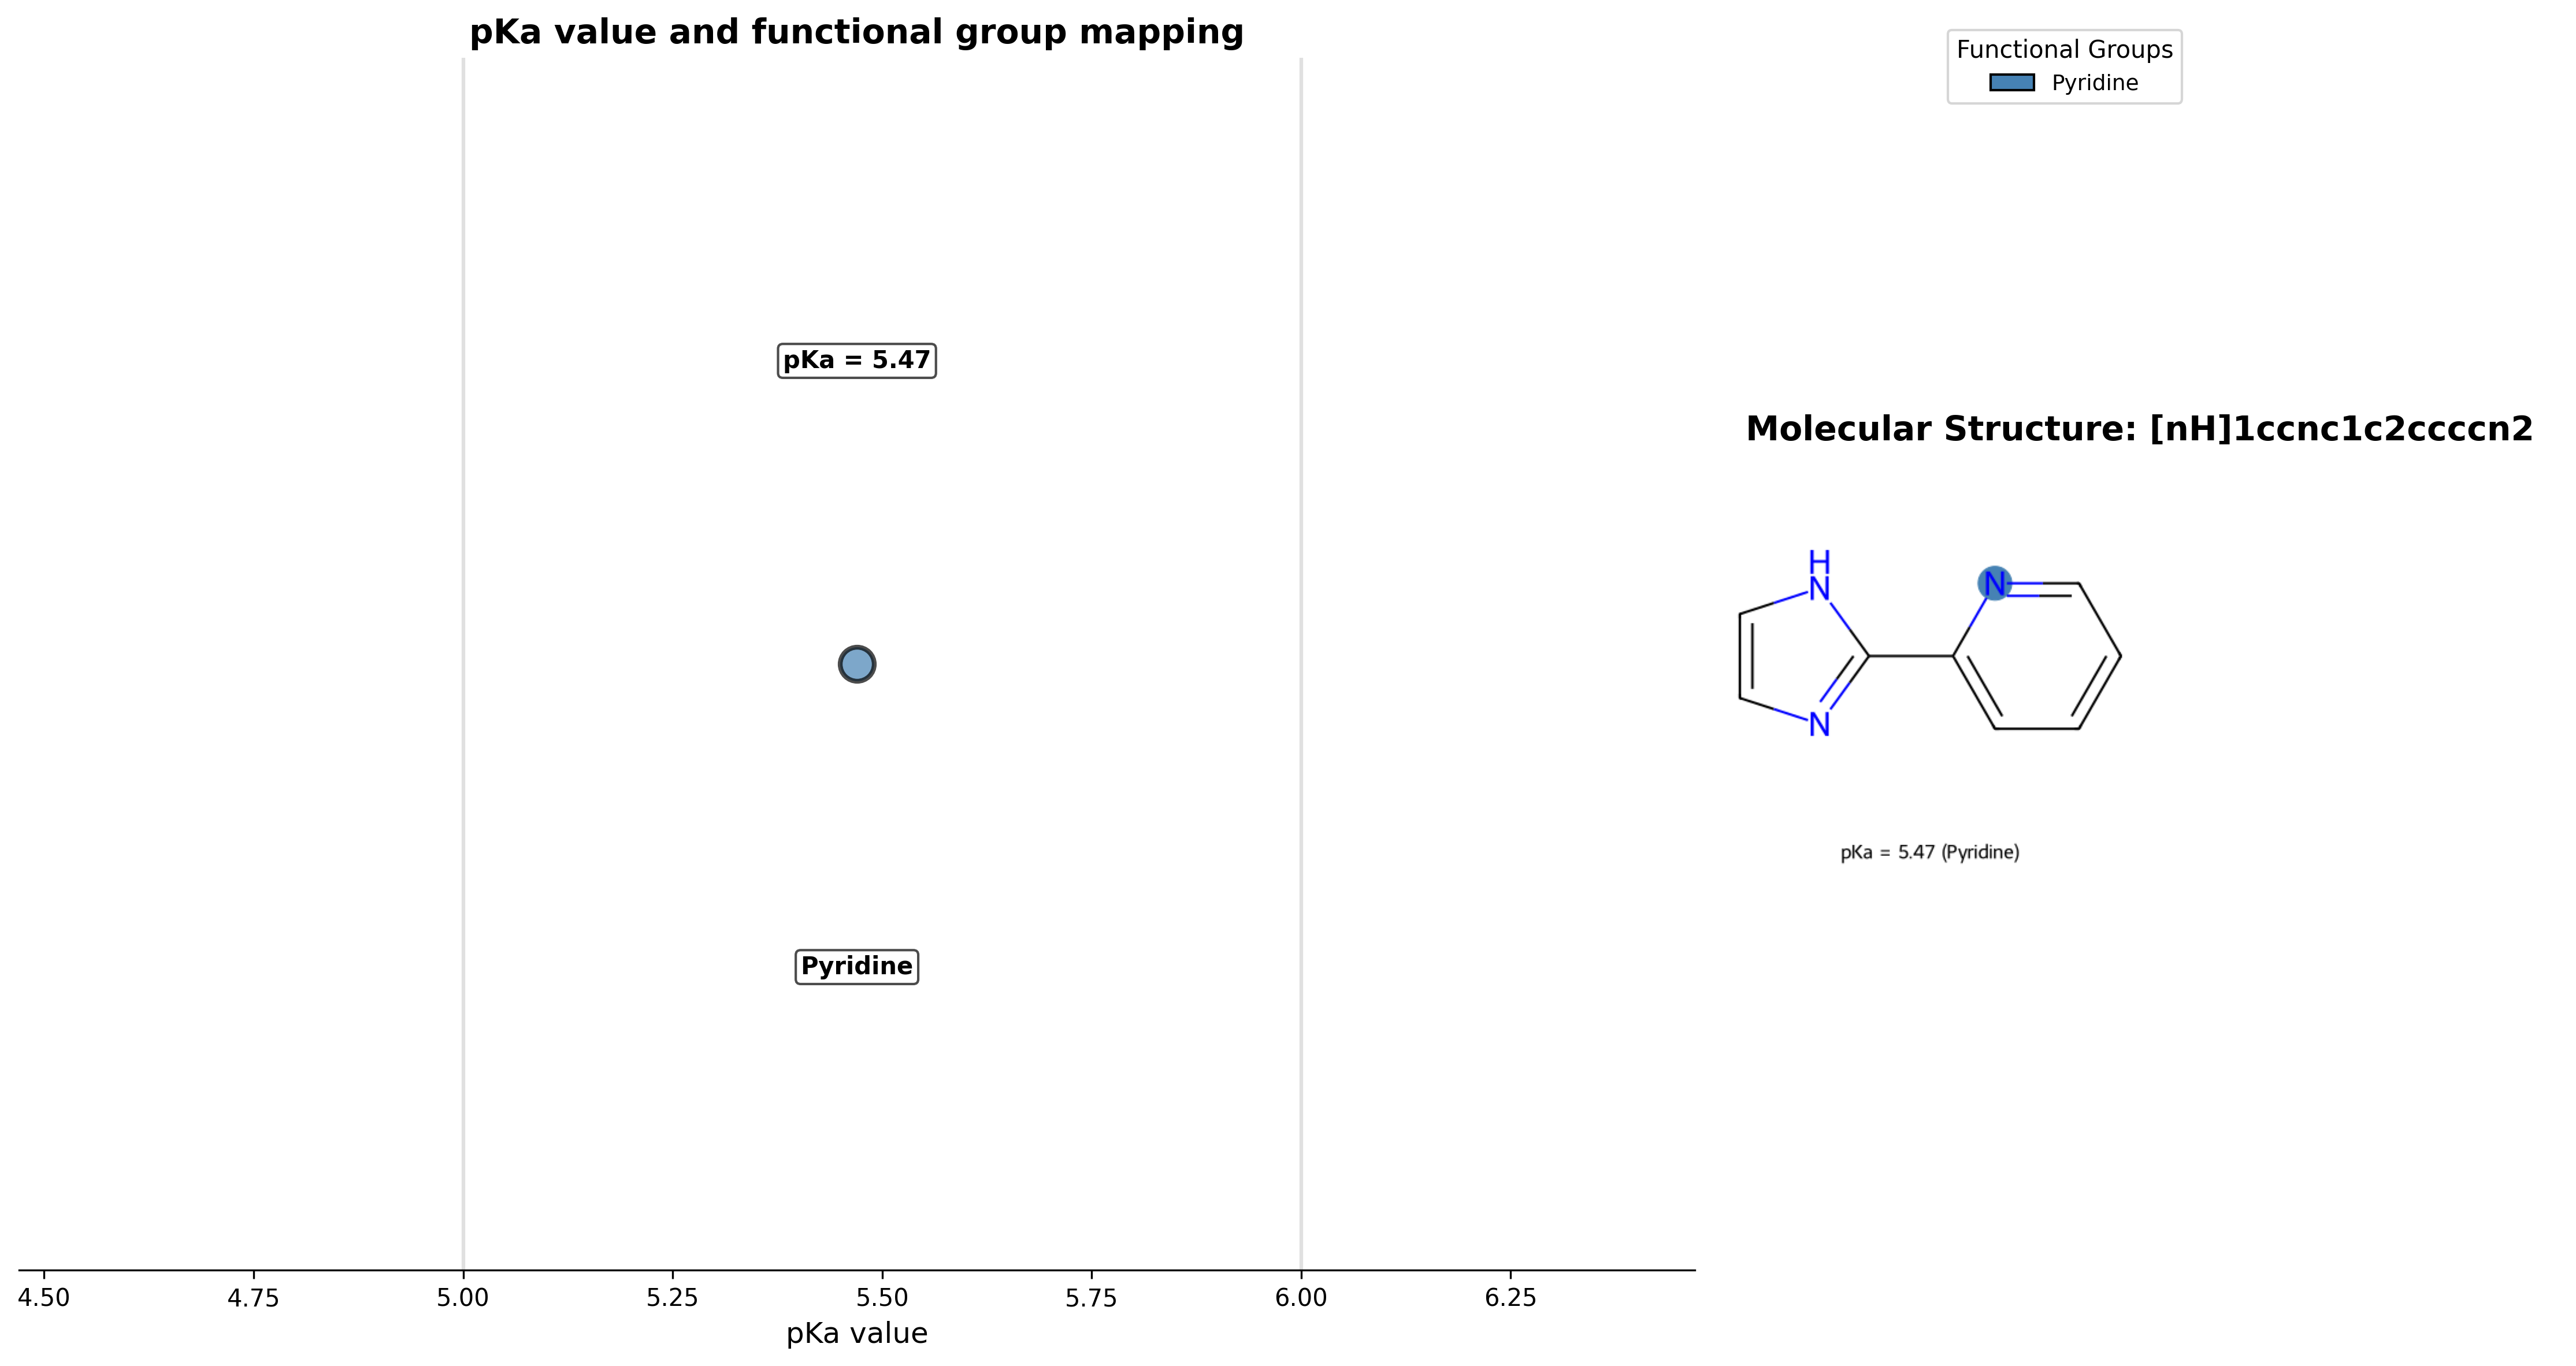 pKa value and functional group mapping
Functional Groups
Pyridine
pKa = 5.47
Molecular Structure: [nH]1ccnc1c2ccccn2
H
N
N
N
pKa = 5.47 (Pyridine)
Pyridine
4.50 4.75 5.00 5.25 5.50 5.75 6.00 6.25
pKa value